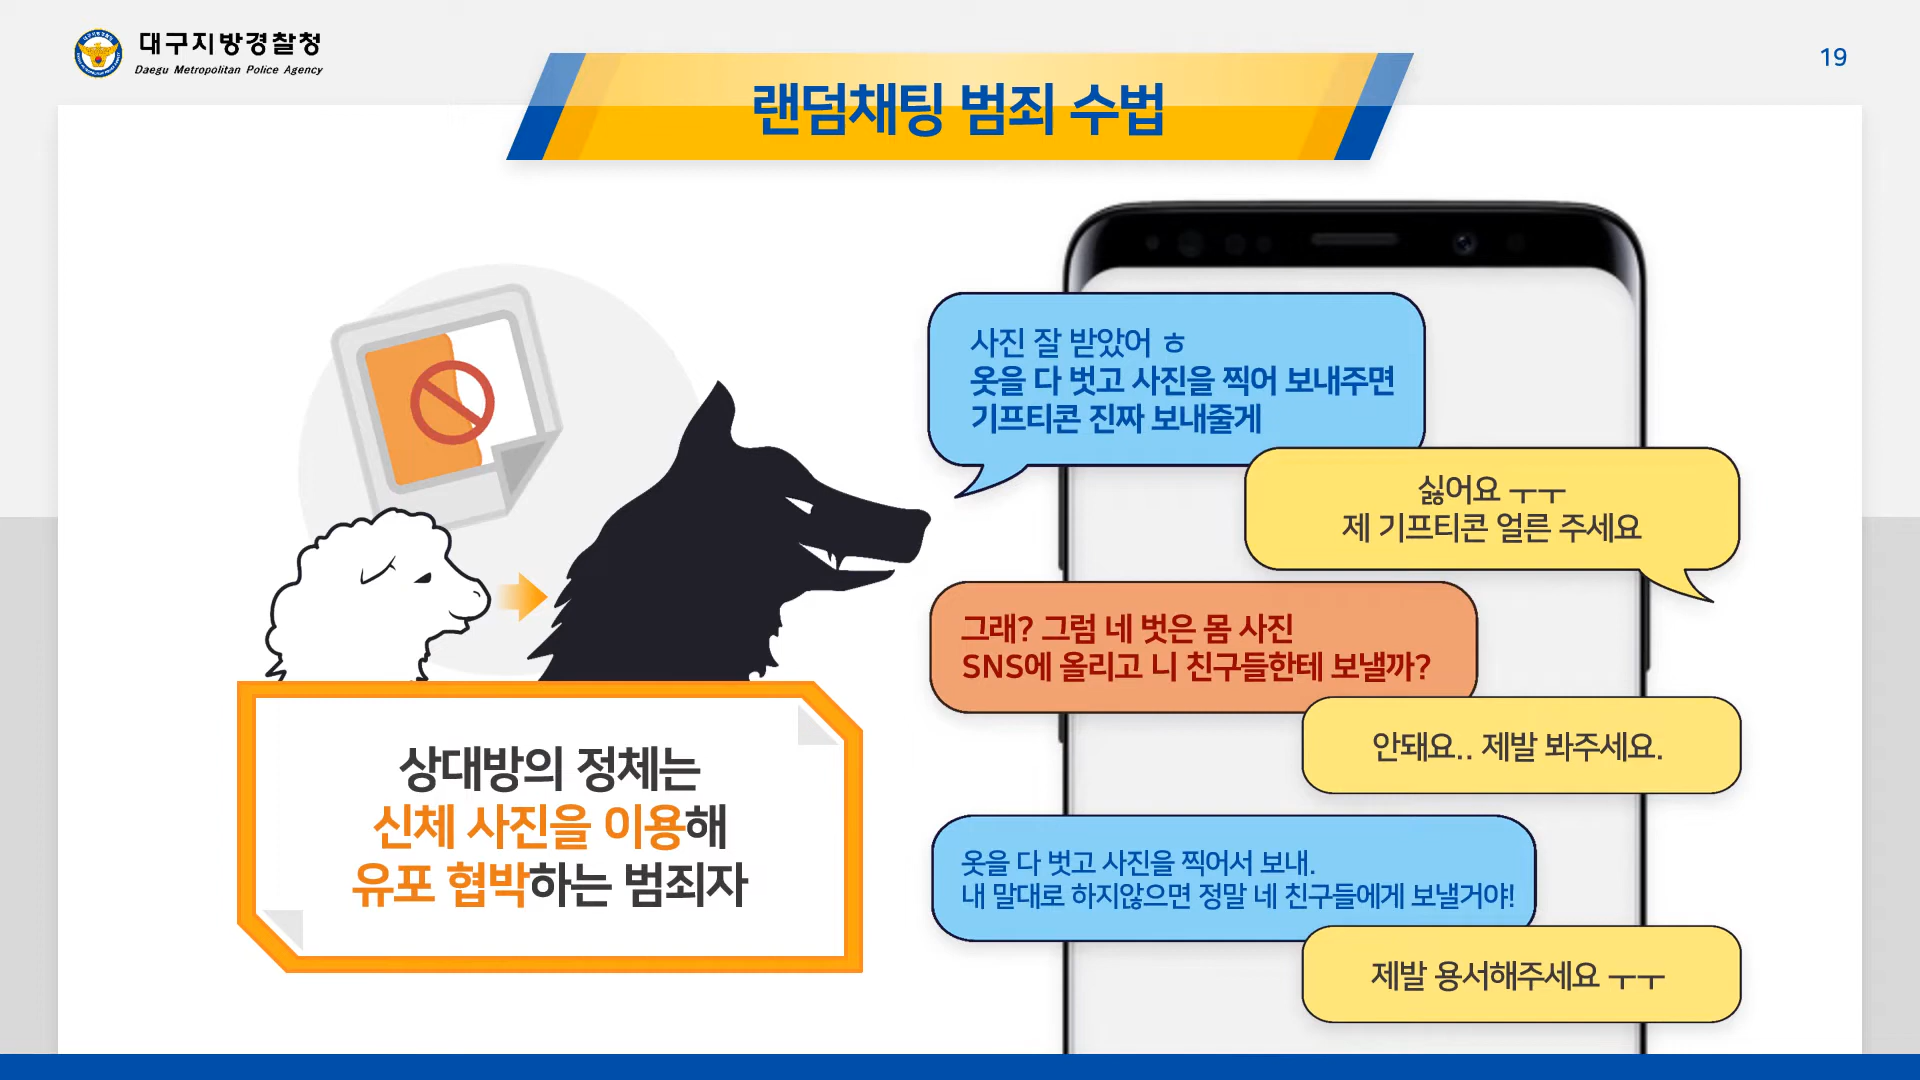 대구지방경찰청
Daegu Metropolitan Police Agency
19
랜덤채팅 범죄 수법
사진 잘 받았어 ㅎ
옷을 다 벗고 사진을 찍어 보내주면
기프티콘 진짜 보내줄게
싫어요 ㅜㅜ
제 기프티콘 얼른 주세요
그래? 그럼 네 벗은 몸 사진
SNS에 올리고 니 친구들한테 보낼까?
안돼요.. 제발 봐주세요.
옷을 다 벗고 사진을 찍어서 보내.
내 말대로 하지않으면 정말 네 친구들에게 보낼거야!
제발 용서해주세요 ㅜㅜ
상대방의 정체는
신체 사진을 이용해
유포 협박하는 범죄자